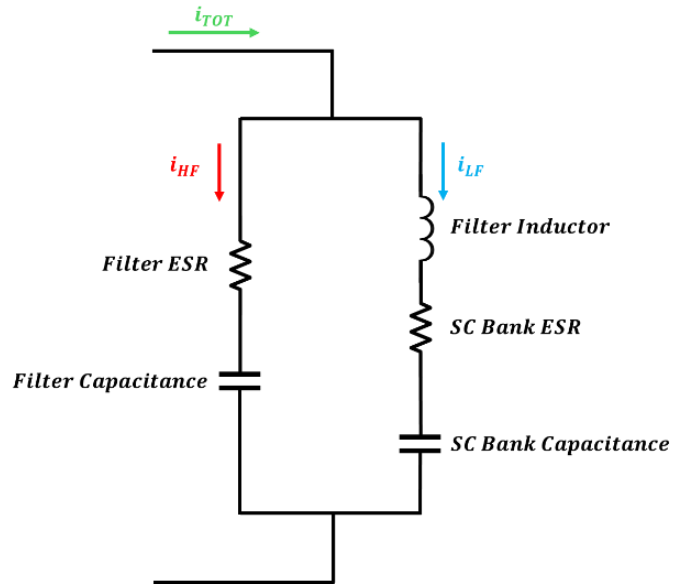 i_TOT
i_HF
i_LF
Filter Inductor
Filter ESR
SC Bank ESR
Filter Capacitance
SC Bank Capacitance